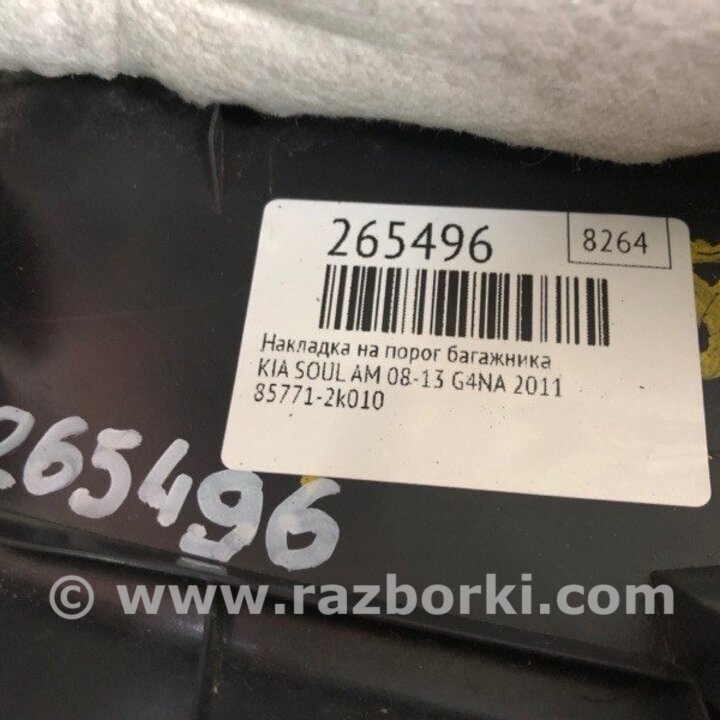 265496
8264
Накладка на порог багажника
KIA SOUL AM 08-13 G4NA 2011
85771-2k010
265496
© www.razborki.com